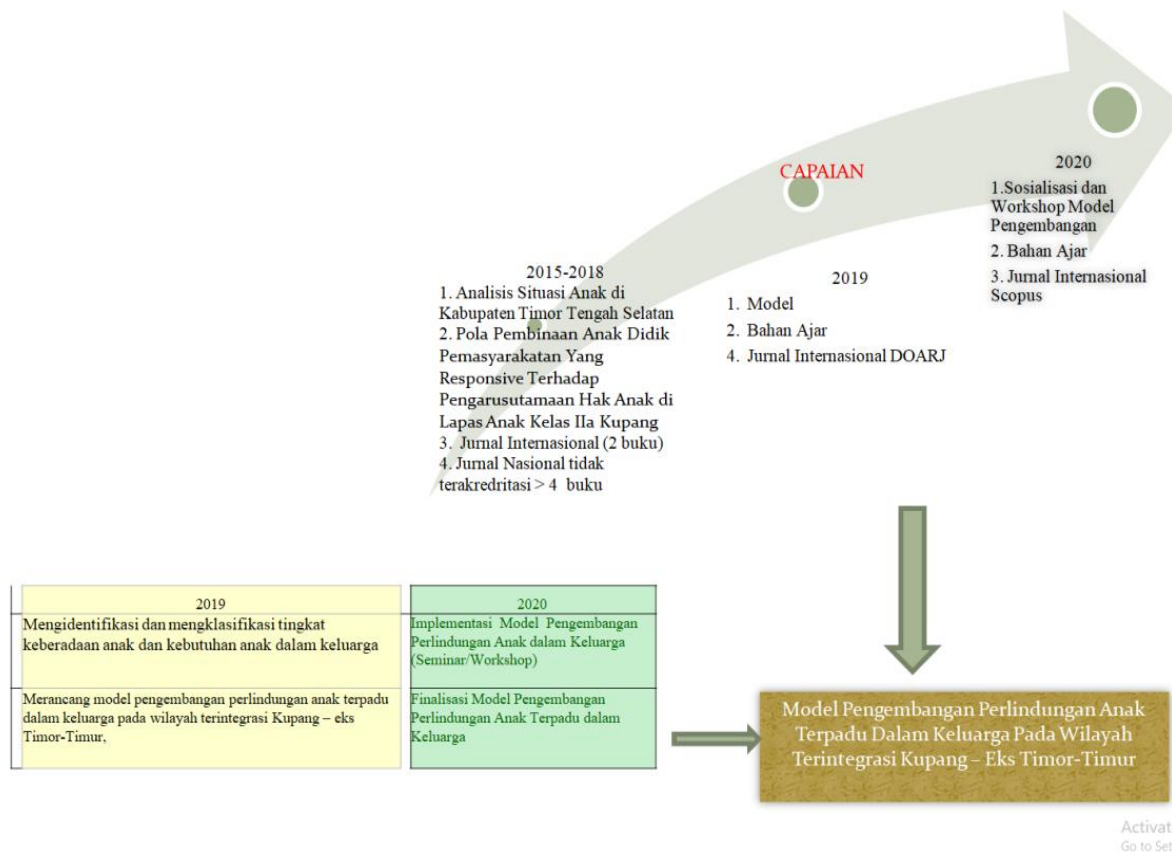 CAPAIAN
2015-2018
1. Analisis Situasi Anak di
Kabupaten Timor Tengah Selatan
2. Pola Pembinaan Anak Didik
Pemasyarakatan Yang
Responsive Terhadap
Pengarusutamaan Hak Anak di
Lapas Anak Kelas IIa Kupang
3. Jurnal Internasional (2 buku)
4. Jurnal Nasional tidak
terakredritasi > 4 buku
2019
1. Model
2. Bahan Ajar
4. Jurnal Internasional DOARJ
2020
1.Sosialisasi dan
Workshop Model
Pengembangan
2. Bahan Ajar
3. Jurnal Internasional
Scopus
2019
Mengidentifikasi dan mengklasifikasi tingkat
keberadaan anak dan kebutuhan anak dalam keluarga
Merancang model pengembangan perlindungan anak terpadu
dalam keluarga pada wilayah terintegrasi Kupang – eks
Timor-Timur,
2020
Implementasi Model Pengembangan
Perlindungan Anak dalam Keluarga
(Seminar/Workshop)
Finalisasi Model Pengembangan
Perlindungan Anak Terpadu dalam
Keluarga
Model Pengembangan Perlindungan Anak
Terpadu Dalam Keluarga Pada Wilayah
Terintegrasi Kupang – Eks Timor-Timur
Activat
Go to Set